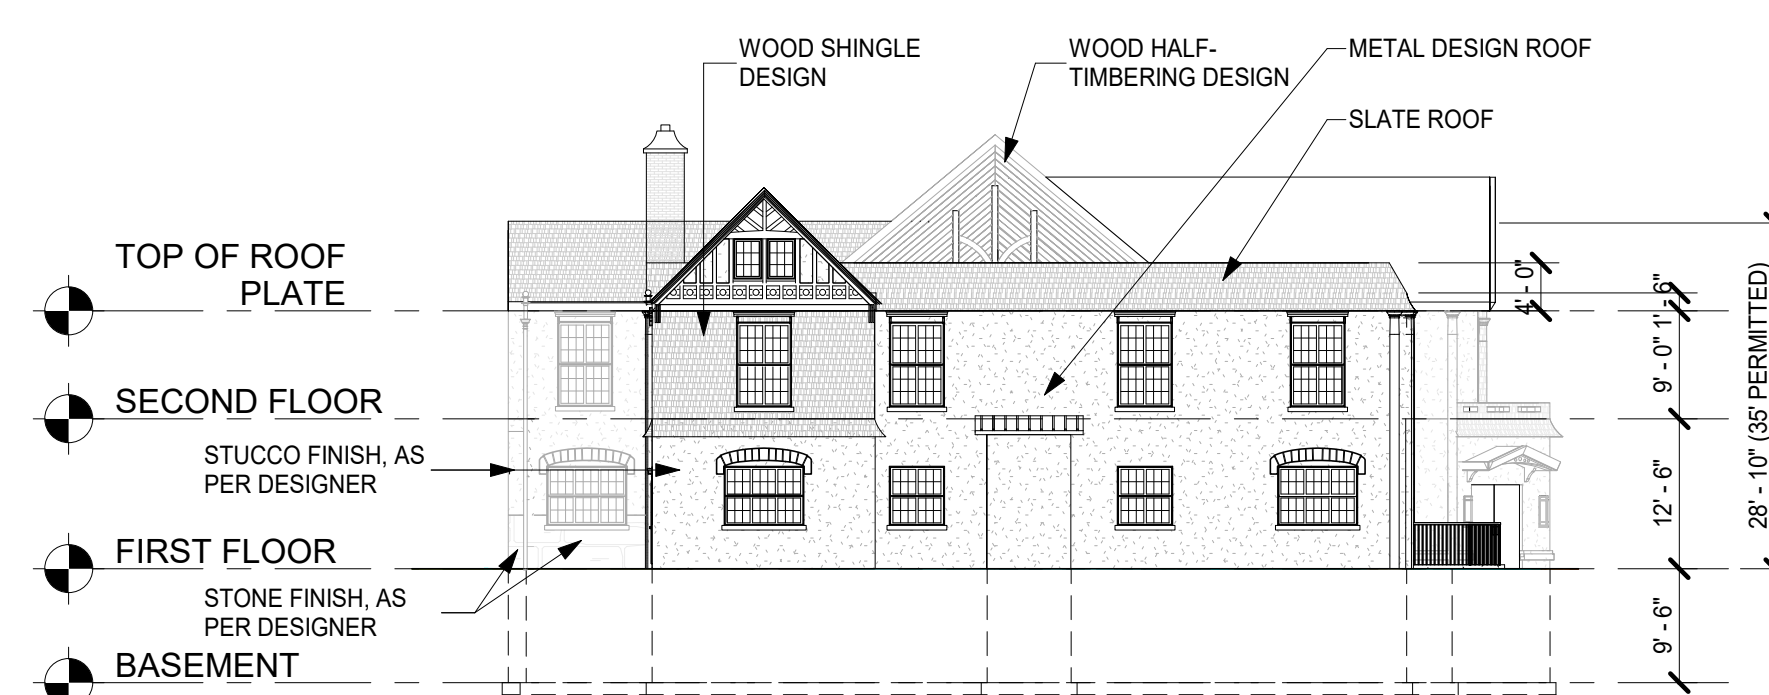 WOOD SHINGLE
DESIGN
WOOD HALF-
TIMBERING DESIGN
METAL DESIGN ROOF
SLATE ROOF
TOP OF ROOF
PLATE
SECOND FLOOR
STUCCO FINISH, AS
PER DESIGNER
FIRST FLOOR
STONE FINISH, AS
PER DESIGNER
BASEMENT
4' - 0"
1' - 6"
9' - 0"
12' - 6"
9' - 6"
28' - 10" (35' PERMITTED)